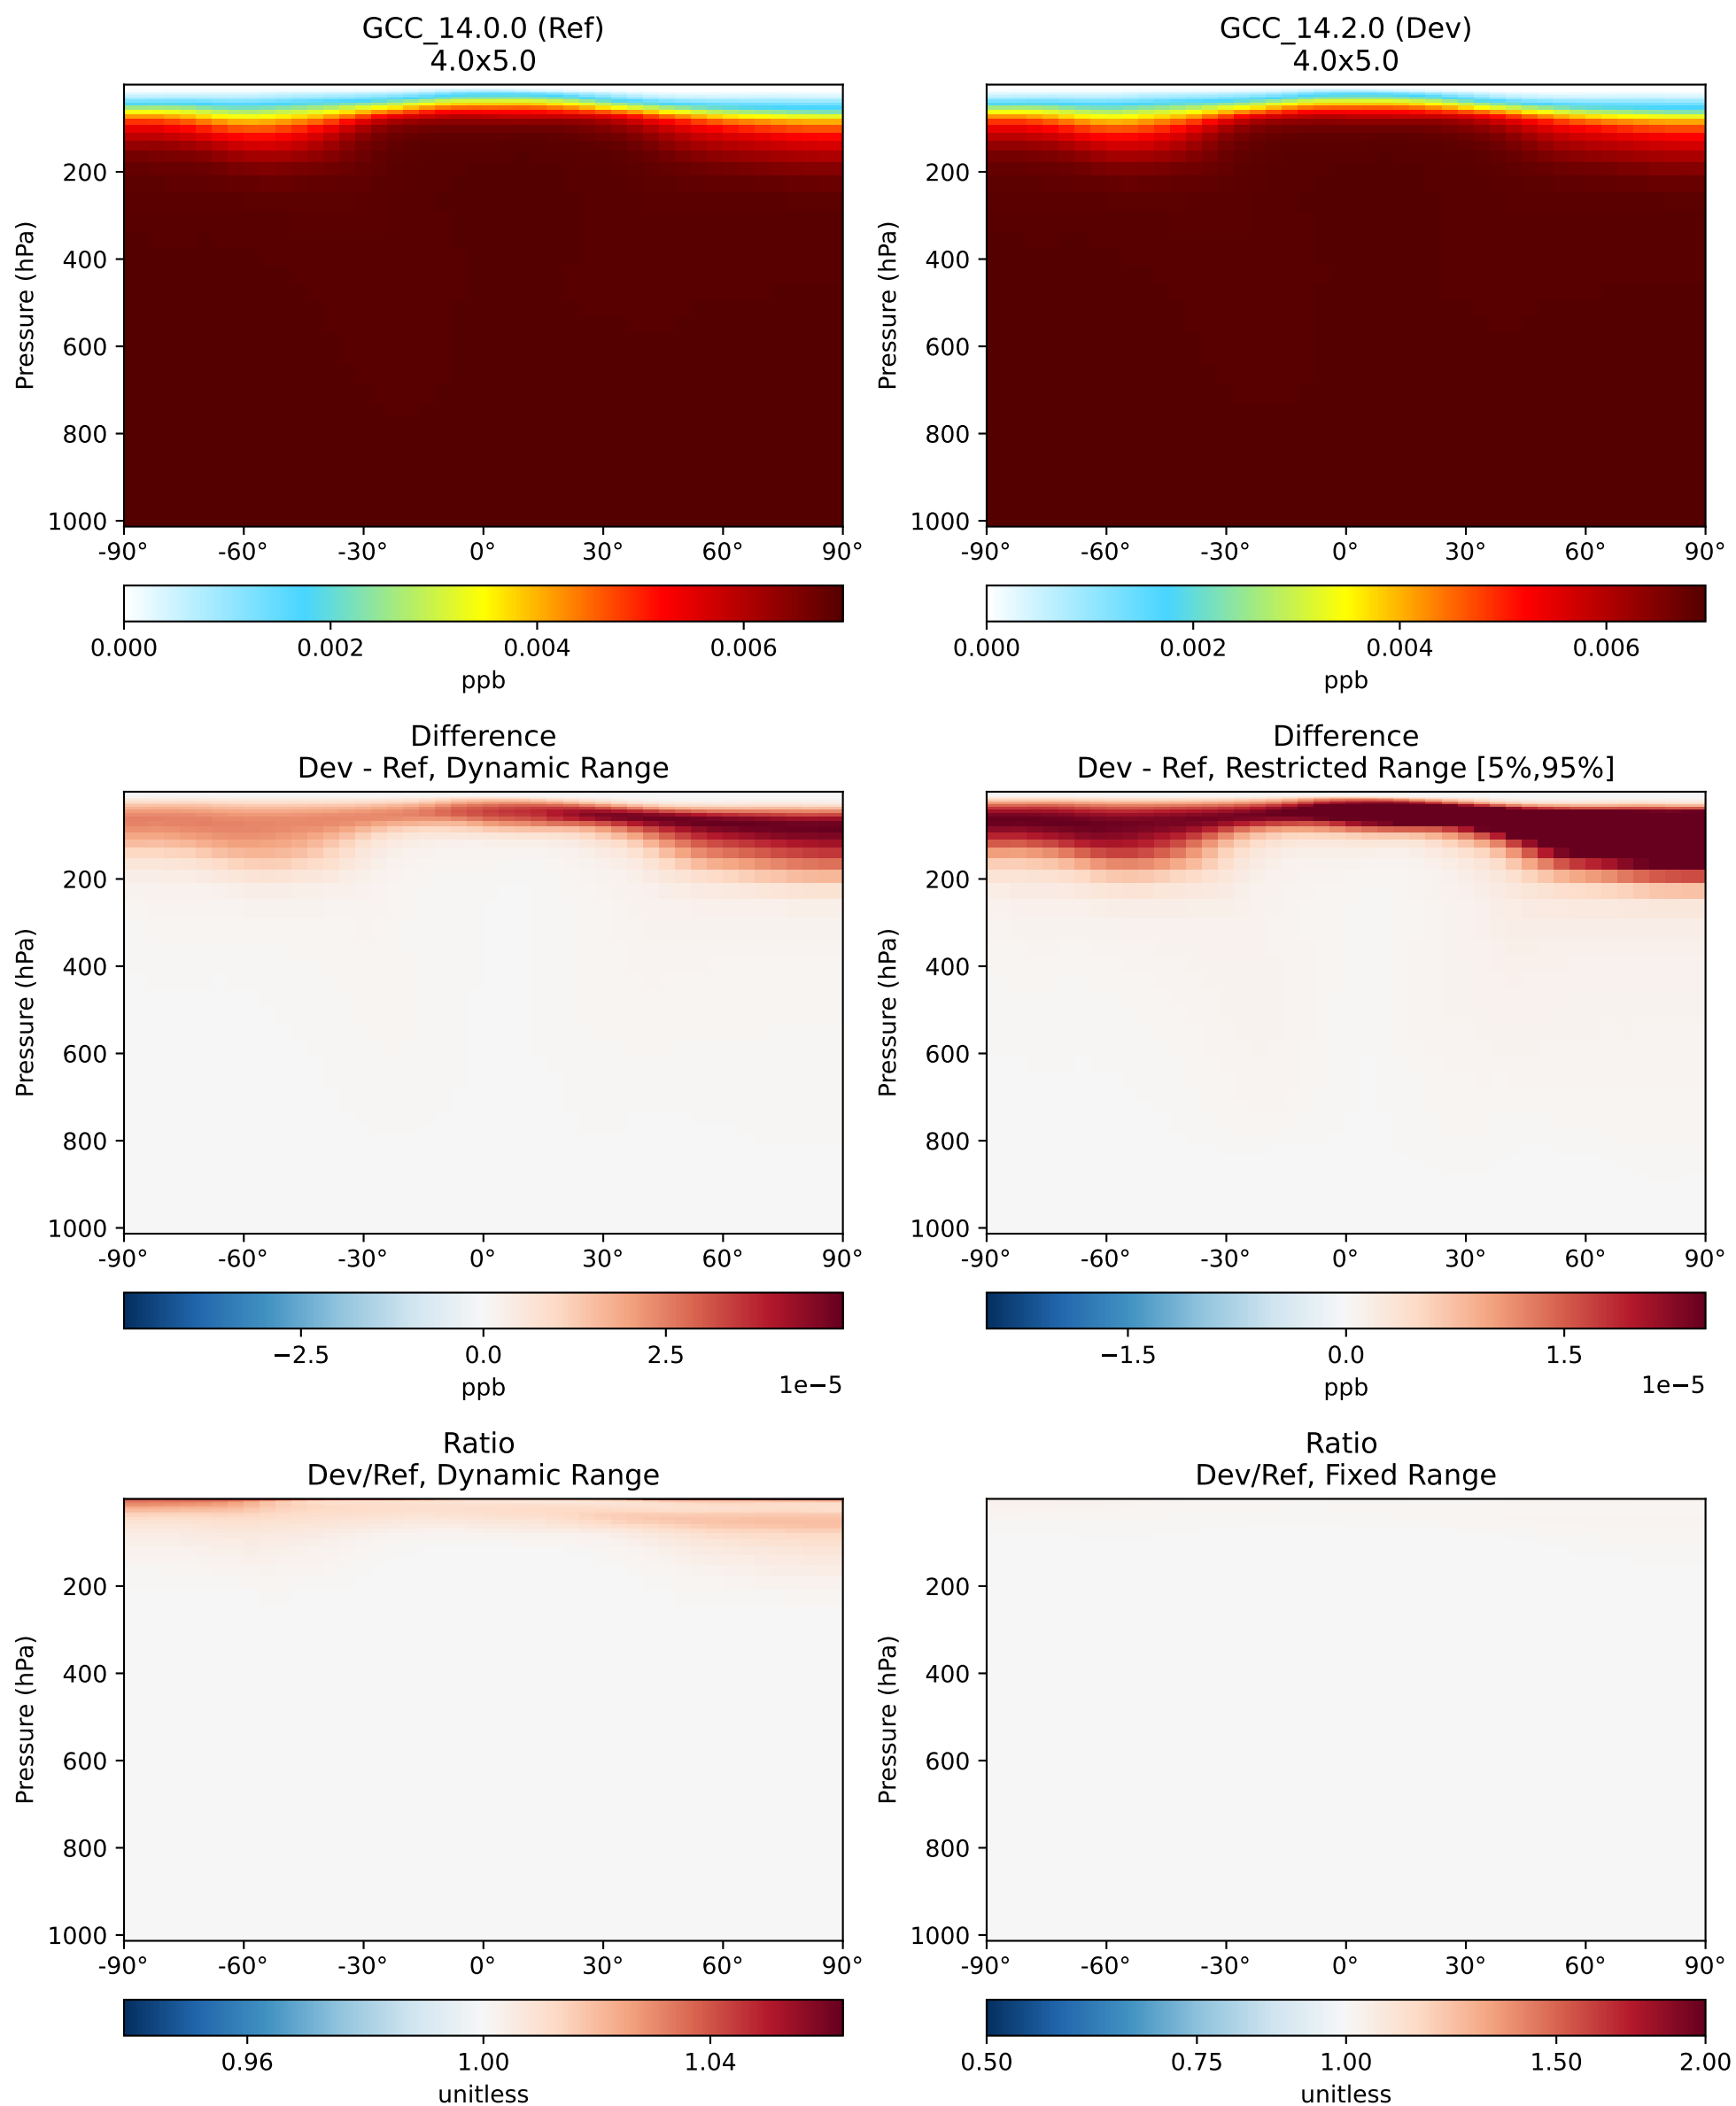 GCC_14.0.0 (Ref)
4.0x5.0
Pressure (hPa)
200
400
600
800
1000
-90° -60° -30° 0° 30° 60° 90°
0.000 0.002 0.004 0.006
ppb
GCC_14.2.0 (Dev)
4.0x5.0
Pressure (hPa)
200
400
600
800
1000
-90° -60° -30° 0° 30° 60° 90°
0.000 0.002 0.004 0.006
ppb
Difference
Dev - Ref, Dynamic Range
Pressure (hPa)
200
400
600
800
1000
-90° -60° -30° 0° 30° 60° 90°
−2.5 0.0 2.5
ppb
1e−5
Difference
Dev - Ref, Restricted Range [5%,95%]
Pressure (hPa)
200
400
600
800
1000
-90° -60° -30° 0° 30° 60° 90°
−1.5 0.0 1.5
ppb
1e−5
Ratio
Dev/Ref, Dynamic Range
Pressure (hPa)
200
400
600
800
1000
-90° -60° -30° 0° 30° 60° 90°
0.96 1.00 1.04
unitless
Ratio
Dev/Ref, Fixed Range
Pressure (hPa)
200
400
600
800
1000
-90° -60° -30° 0° 30° 60° 90°
0.50 0.75 1.00 1.50 2.00
unitless